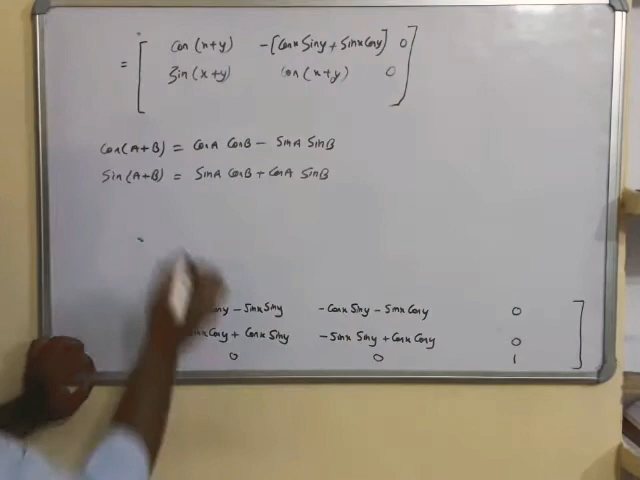 = [ cos(x+y) -[cosx siny + sinx cosy] 0 ]
sin(x+y) cos(x+y) 0
cos(A+B) = cosA cosB - sinA sinB
sin(A+B) = sinA cosB + cosA sinB
=
cosy - sinx siny -cosx siny - sinx cosy 0 ]
cosy + cosx siny -sinx siny + cosx cosy 0
0 0 1